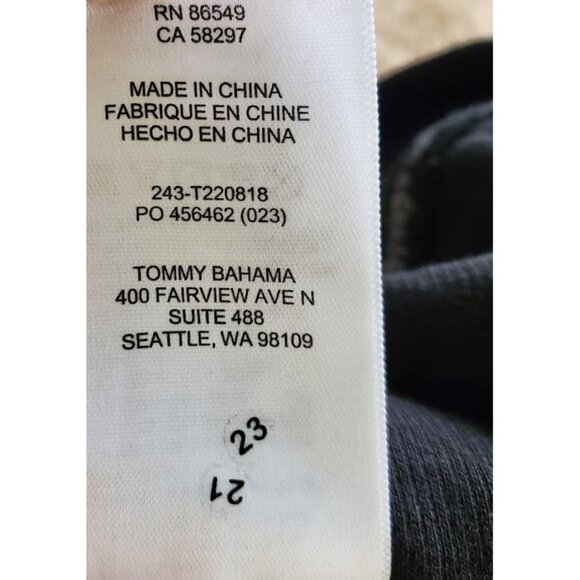 RN 86549
CA 58297
MADE IN CHINA
FABRIQUE EN CHINE
HECHO EN CHINA
243-T220818
PO 456462 (023)
TOMMY BAHAMA
400 FAIRVIEW AVE N
SUITE 488
SEATTLE, WA 98109
23
21